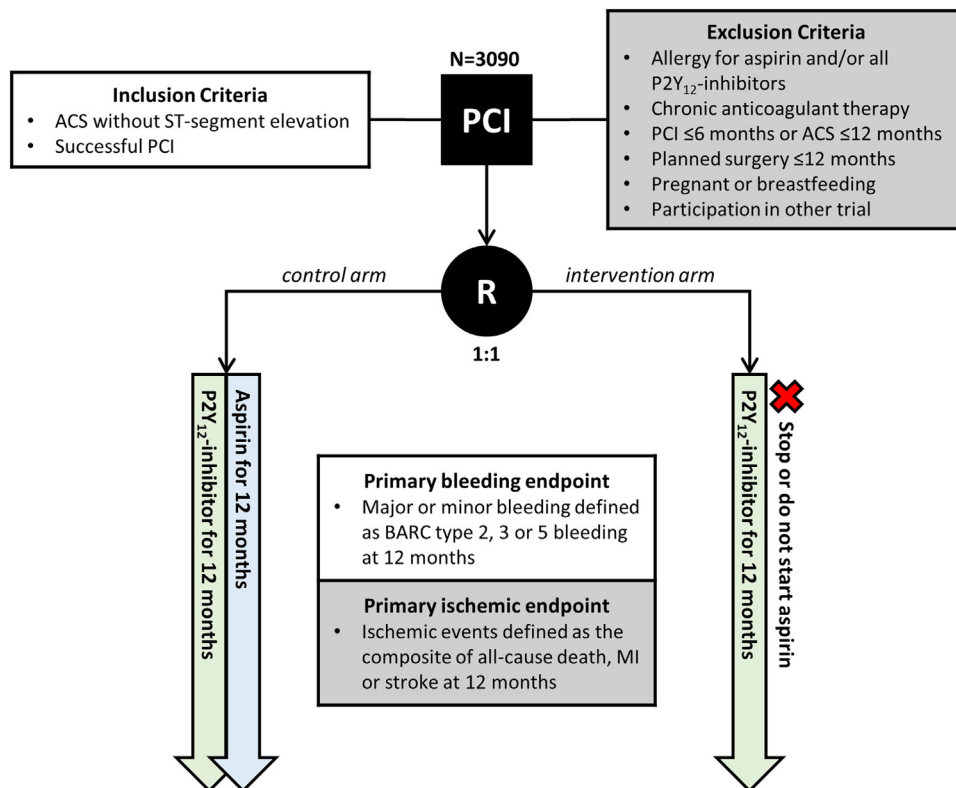 N=3090
PCI
Inclusion Criteria
• ACS without ST-segment elevation
• Successful PCI
Exclusion Criteria
• Allergy for aspirin and/or all
P2Y₁₂-inhibitors
• Chronic anticoagulant therapy
• PCI ≤6 months or ACS ≤12 months
• Planned surgery ≤12 months
• Pregnant or breastfeeding
• Participation in other trial
control arm
R
intervention arm
1:1
P2Y₁₂-inhibitor for 12 months
Aspirin for 12 months
Primary bleeding endpoint
• Major or minor bleeding defined
as BARC type 2, 3 or 5 bleeding
at 12 months
Primary ischemic endpoint
• Ischemic events defined as the
composite of all-cause death, MI
or stroke at 12 months
P2Y₁₂-inhibitor for 12 months
Stop or do not start aspirin